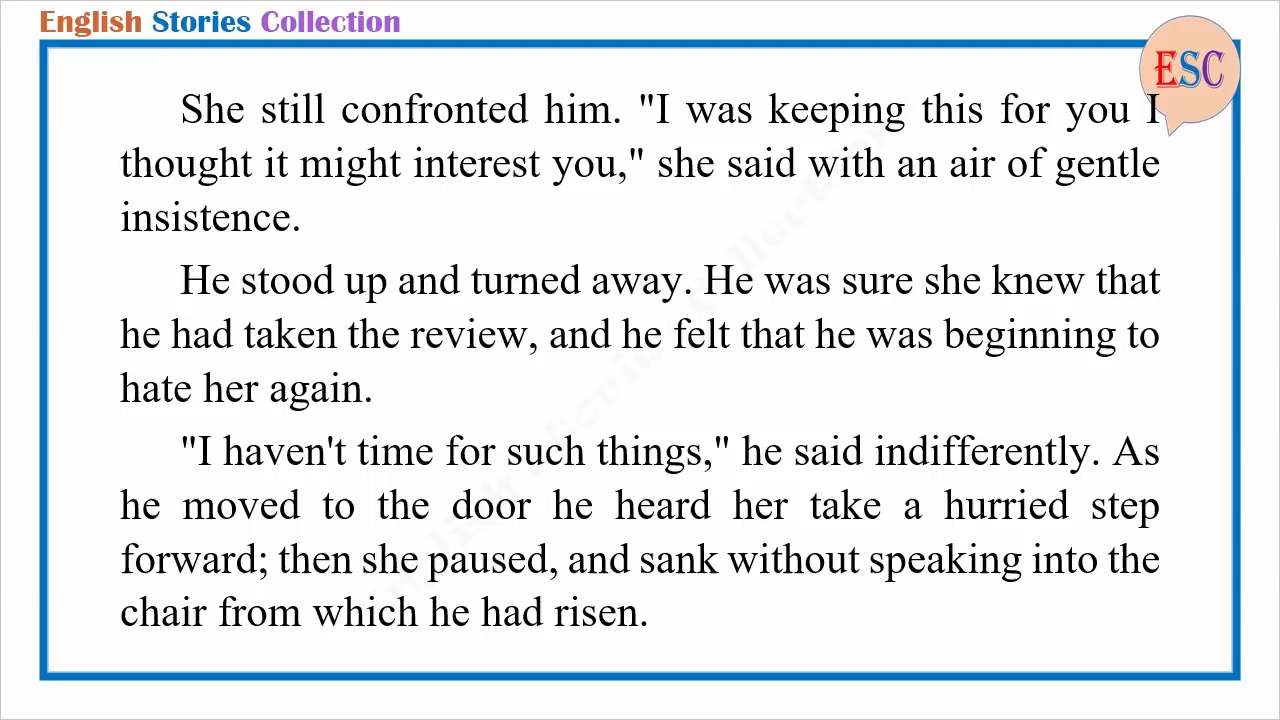 English Stories Collection
ESC
She still confronted him. "I was keeping this for you I
thought it might interest you," she said with an air of gentle
insistence.
He stood up and turned away. He was sure she knew that
he had taken the review, and he felt that he was beginning to
hate her again.
"I haven't time for such things," he said indifferently. As
he moved to the door he heard her take a hurried step
forward; then she paused, and sank without speaking into the
chair from which he had risen.